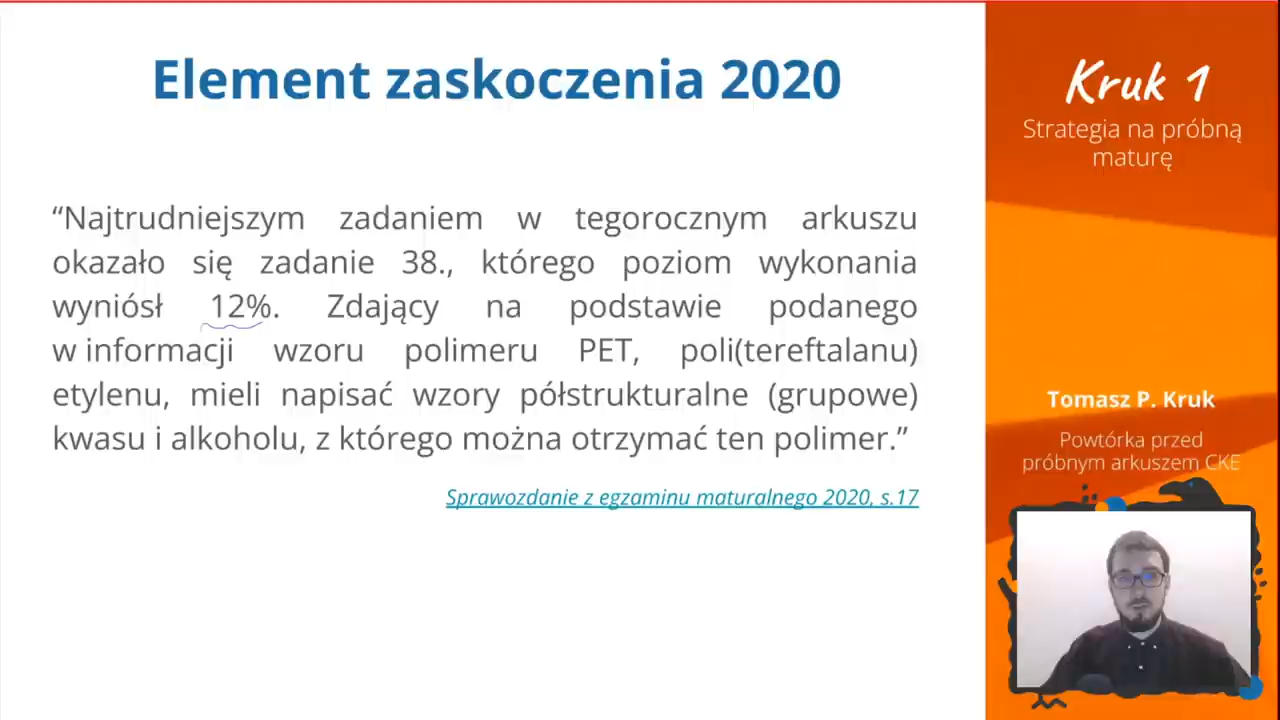 Element zaskoczenia 2020
“Najtrudniejszym zadaniem w tegorocznym arkuszu
okazało się zadanie 38., którego poziom wykonania
wyniósł 12%. Zdający na podstawie podanego
w informacji wzoru polimeru PET, poli(tereftalanu)
etylenu, mieli napisać wzory półstrukturalne (grupowe)
kwasu i alkoholu, z którego można otrzymać ten polimer.”
Sprawozdanie z egzaminu maturalnego 2020, s.17
Kruk 1
Strategia na próbną
maturę
Tomasz P. Kruk
Powtórka przed
próbnym arkuszem CKE